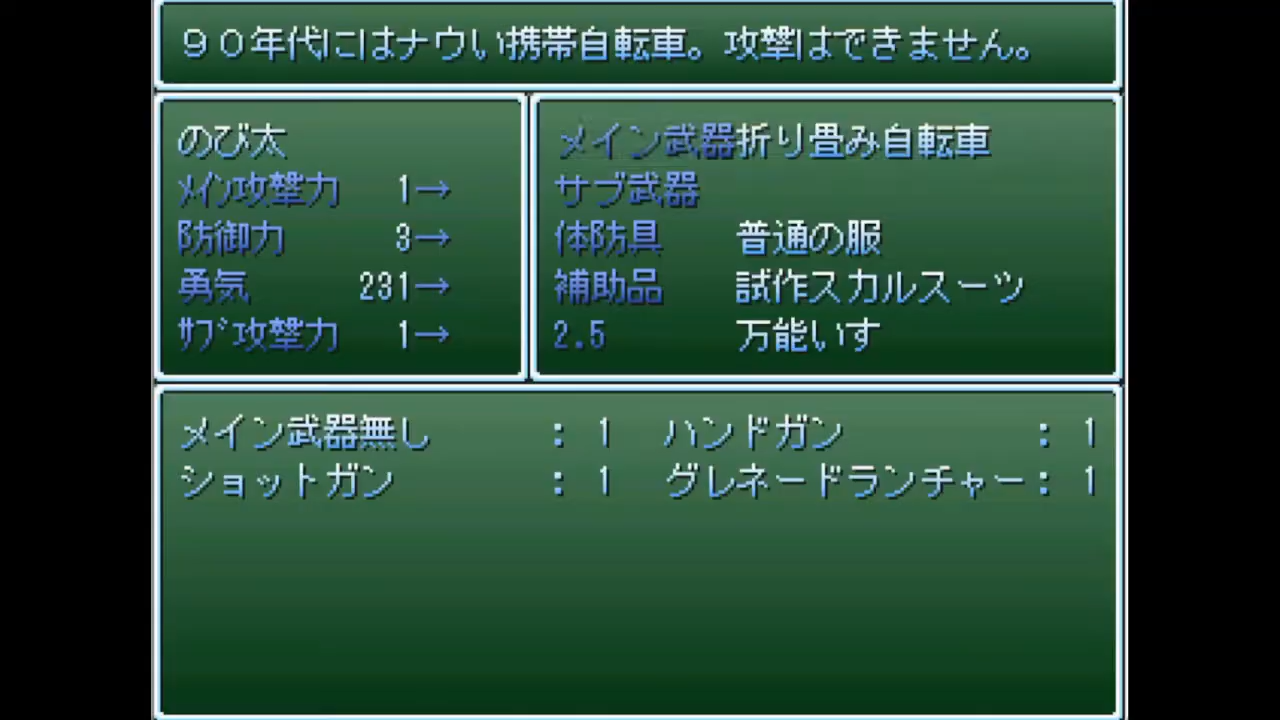 ９０年代にはナウい携帯自転車。攻撃はできません。
のび太
ﾒｲﾝ攻撃力 1→
防御力 3→
勇気 231→
ｻﾌﾞ攻撃力 1→
メイン武器折り畳み自転車
サブ武器
体防具 普通の服
補助品 試作スカルスーツ
2.5 万能いす
メイン武器無し : 1 ハンドガン : 1
ショットガン : 1 グレネードランチャー: 1